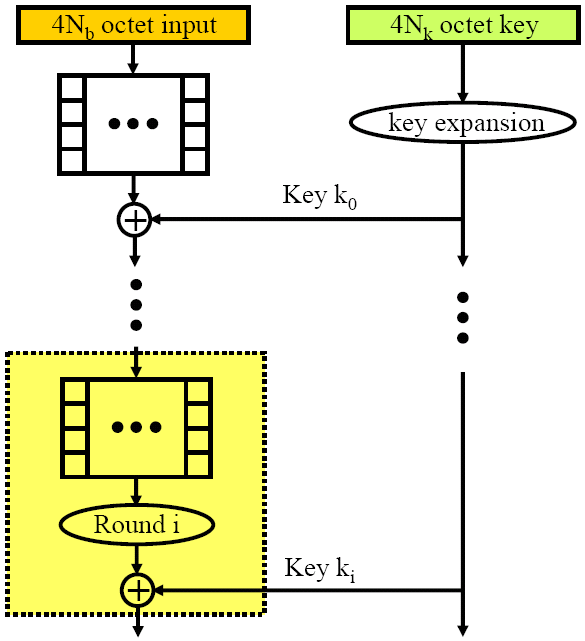 4N_b octet input
4N_k octet key
key expansion
Key k_0
Round i
Key k_i